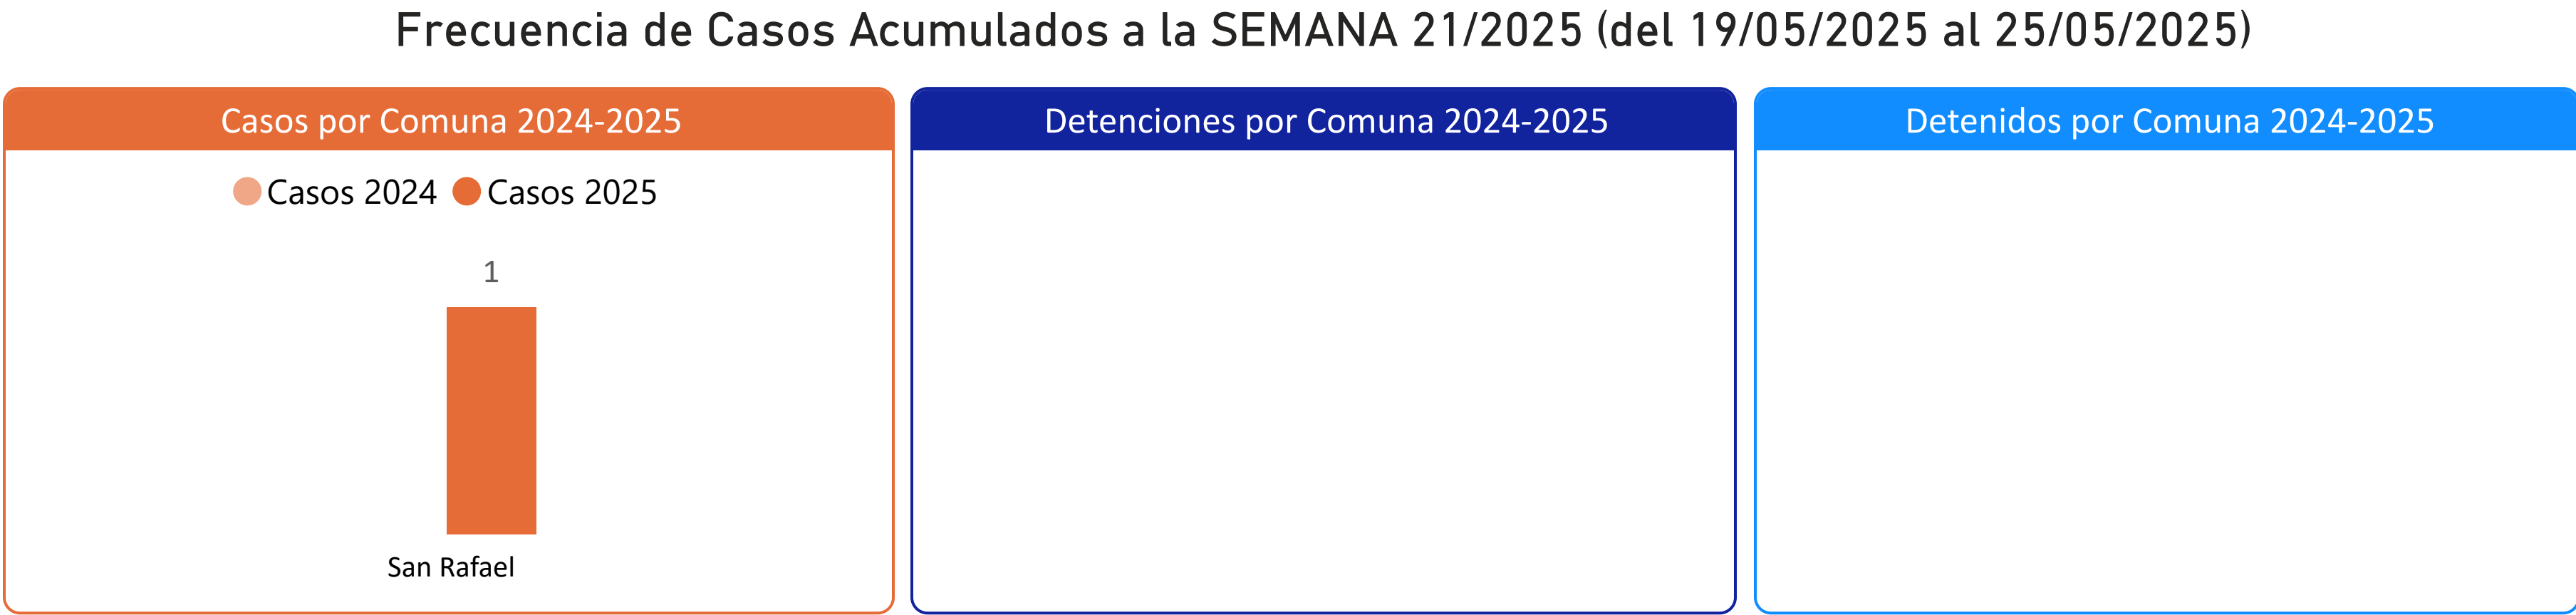 Frecuencia de Casos Acumulados a la SEMANA 21/2025 (del 19/05/2025 al 25/05/2025)
Casos por Comuna 2024-2025
Casos 2024 Casos 2025
1
San Rafael
Detenciones por Comuna 2024-2025
Detenidos por Comuna 2024-2025